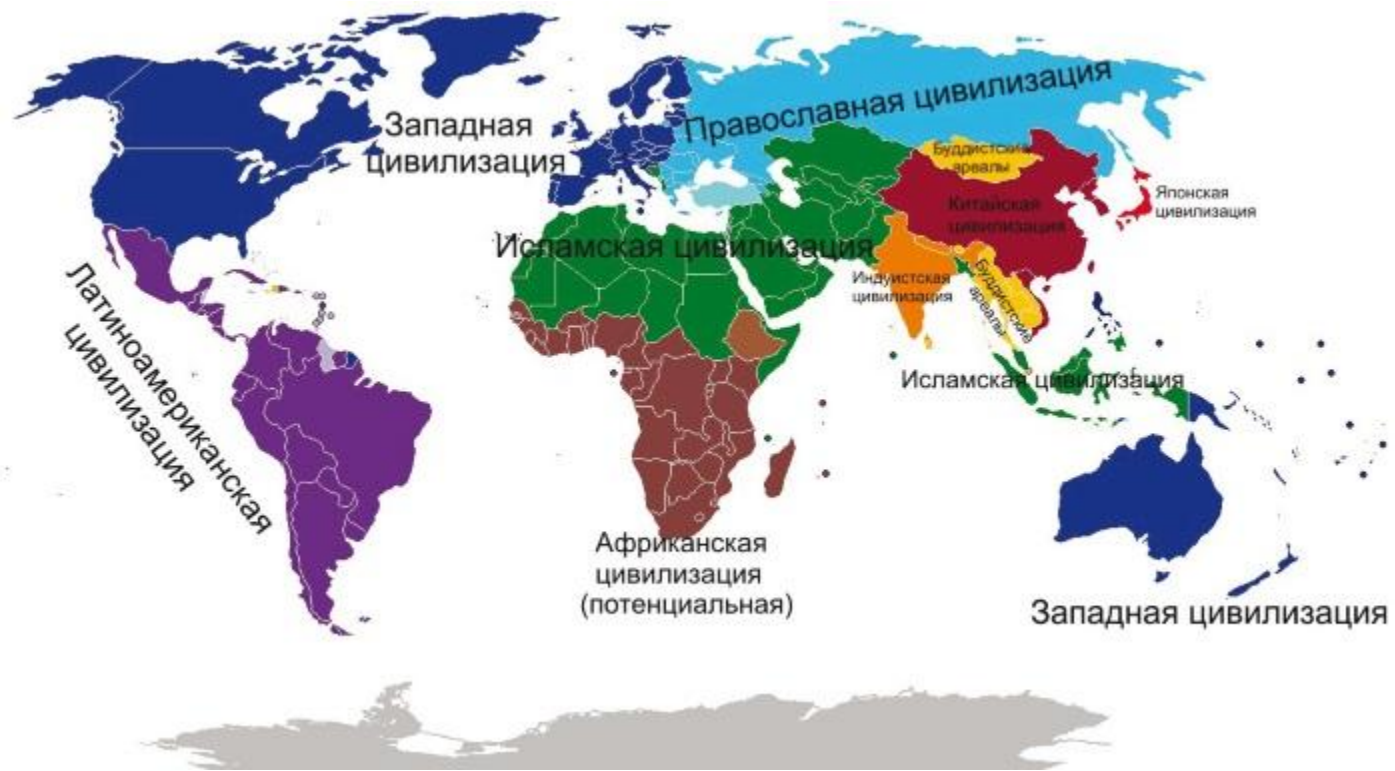 Западная
цивилизация
Православная цивилизация
Буддистские
ареалы
Японская
цивилизация
Китайская
цивилизация
Исламская цивилизация
Индуистская
цивилизация
Буддистские
ареалы
Латиноамериканская
цивилизация
Исламская цивилизация
Африканская
цивилизация
(потенциальная)
Западная цивилизация